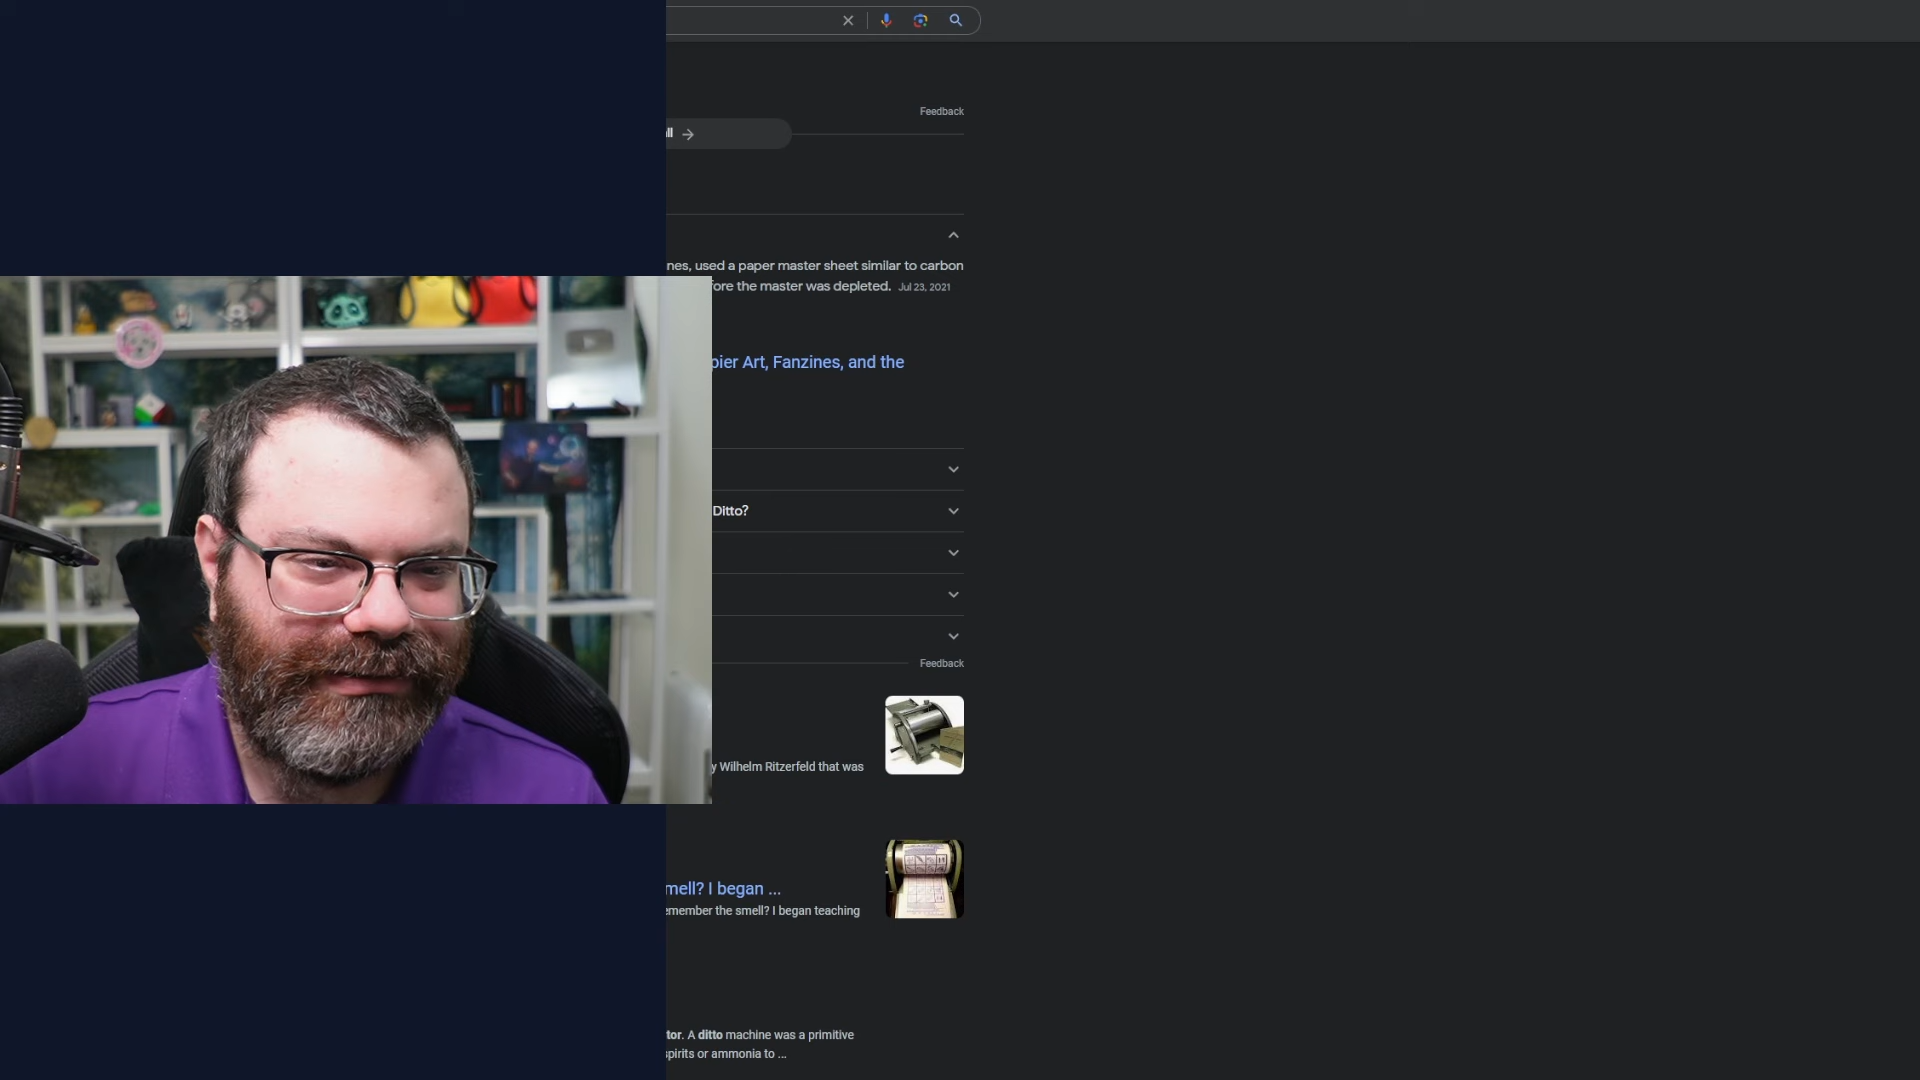 Feedback
nes, used a paper master sheet similar to carbon
fore the master was depleted. Jul 23, 2021
pier Art, Fanzines, and the
Ditto?
Feedback
y Wilhelm Ritzerfeld that was
mell? I began ...
emember the smell? I began teaching
tor. A ditto machine was a primitive
spirits or ammonia to ...